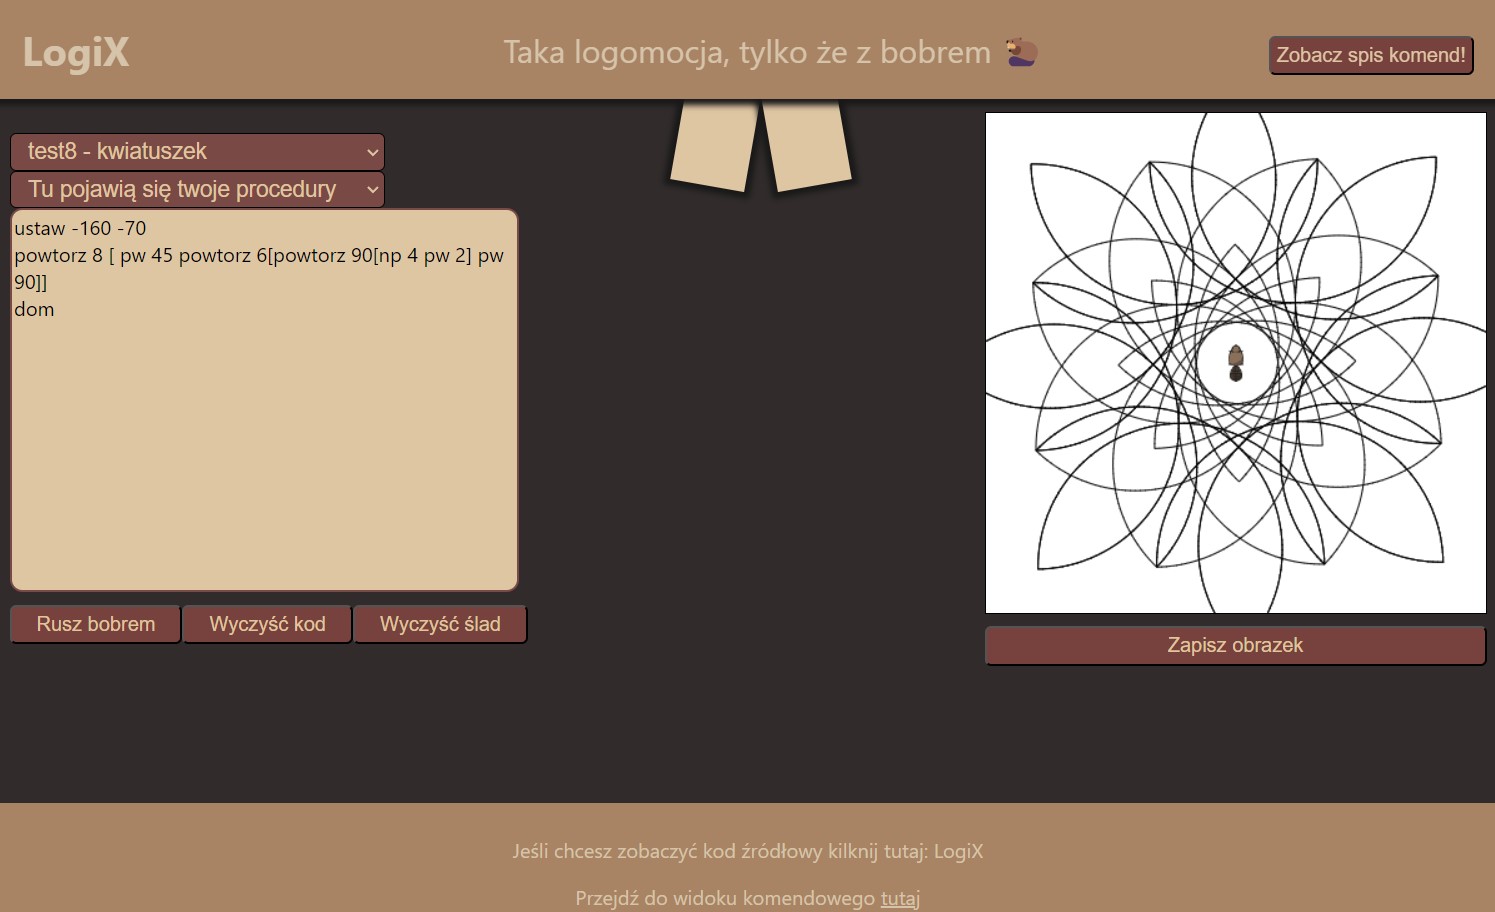 LogiX
Taka logomocja, tylko że z bobrem
Zobacz spis komend!
test8 - kwiatuszek
Tu pojawią się twoje procedury
ustaw -160 -70
powtorz 8 [ pw 45 powtorz 6[powtorz 90[np 4 pw 2] pw
90]]
dom
Rusz bobrem
Wyczyść kod
Wyczyść ślad
Zapisz obrazek
Jeśli chcesz zobaczyć kod źródłowy kilknij tutaj: LogiX
Przejdź do widoku komendowego tutaj